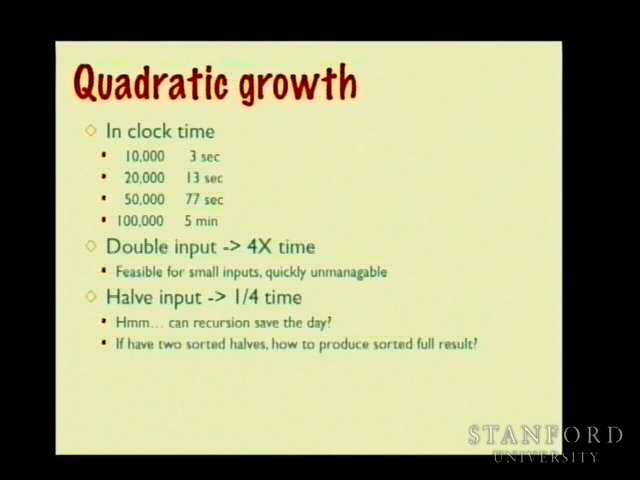 Quadratic growth
In clock time
10,000 3 sec
20,000 13 sec
50,000 77 sec
100,000 5 min
Double input -> 4X time
Feasible for small inputs, quickly unmanagable
Halve input -> 1/4 time
Hmm... can recursion save the day?
If have two sorted halves, how to produce sorted full result?
STANFORD
UNIVERSITY